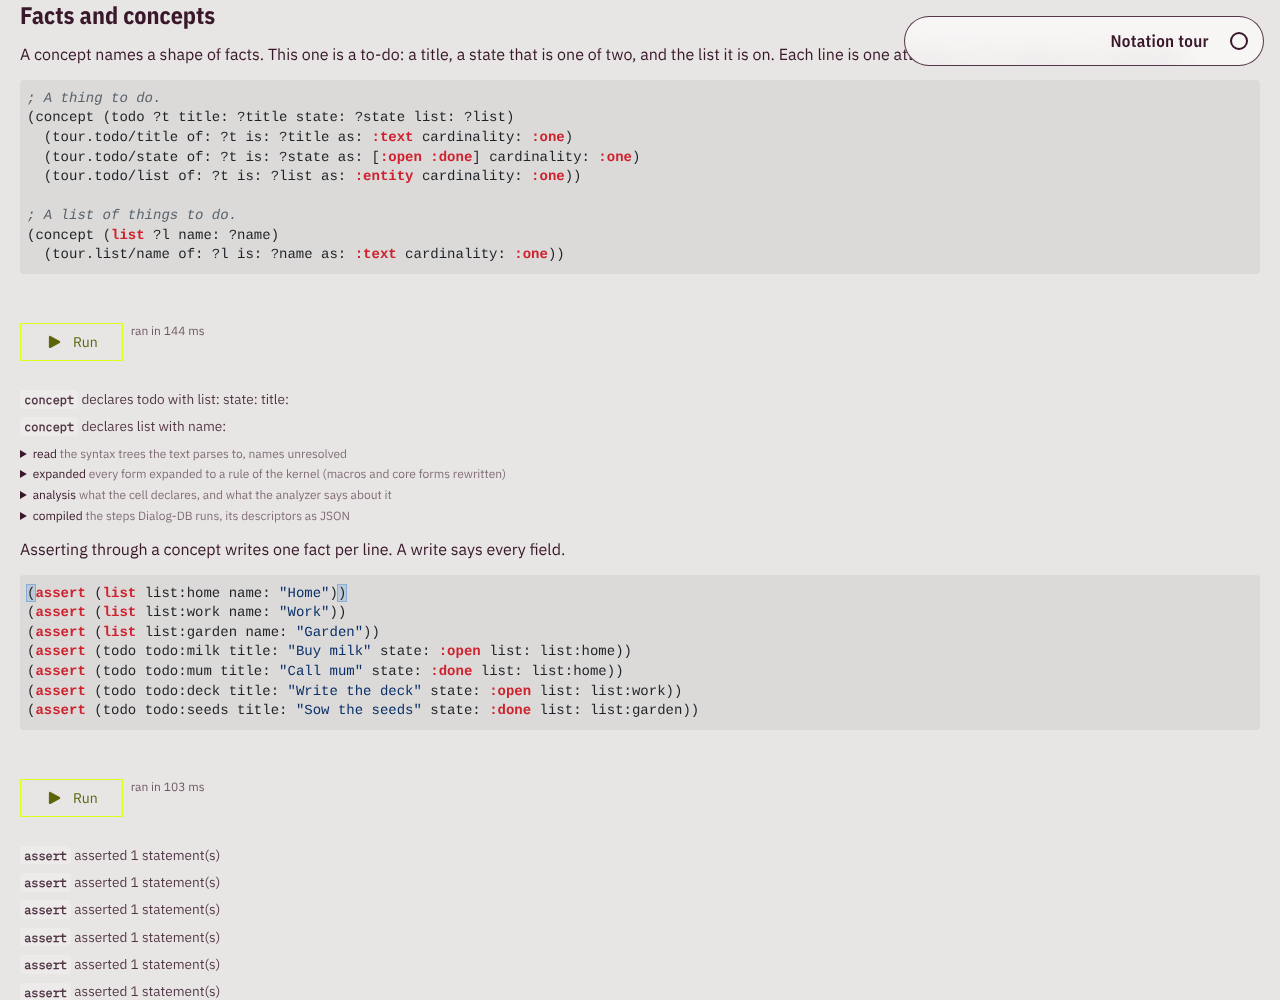 Facts and concepts
Notation tour
A concept names a shape of facts. This one is a to-do: a title, a state that is one of two, and the list it is on. Each line is one
; A thing to do.
(concept (todo ?t title: ?title state: ?state list: ?list)
(tour.todo/title of: ?t is: ?title as: :text cardinality: :one)
(tour.todo/state of: ?t is: ?state as: [:open :done] cardinality: :one)
(tour.todo/list of: ?t is: ?list as: :entity cardinality: :one))
; A list of things to do.
(concept (list ?l name: ?name)
(tour.list/name of: ?l is: ?name as: :text cardinality: :one))
Run
ran in 144 ms
concept declares todo with list: state: title:
concept declares list with name:
read the syntax trees the text parses to, names unresolved
expanded every form expanded to a rule of the kernel (macros and core forms rewritten)
analysis what the cell declares, and what the analyzer says about it
compiled the steps Dialog-DB runs, its descriptors as JSON
Asserting through a concept writes one fact per line. A write says every field.
(assert (list list:home name: "Home"))
(assert (list list:work name: "Work"))
(assert (list list:garden name: "Garden"))
(assert (todo todo:milk title: "Buy milk" state: :open list: list:home))
(assert (todo todo:mum title: "Call mum" state: :done list: list:home))
(assert (todo todo:deck title: "Write the deck" state: :open list: list:work))
(assert (todo todo:seeds title: "Sow the seeds" state: :done list: list:garden))
Run
ran in 103 ms
assert asserted 1 statement(s)
assert asserted 1 statement(s)
assert asserted 1 statement(s)
assert asserted 1 statement(s)
assert asserted 1 statement(s)
assert asserted 1 statement(s)